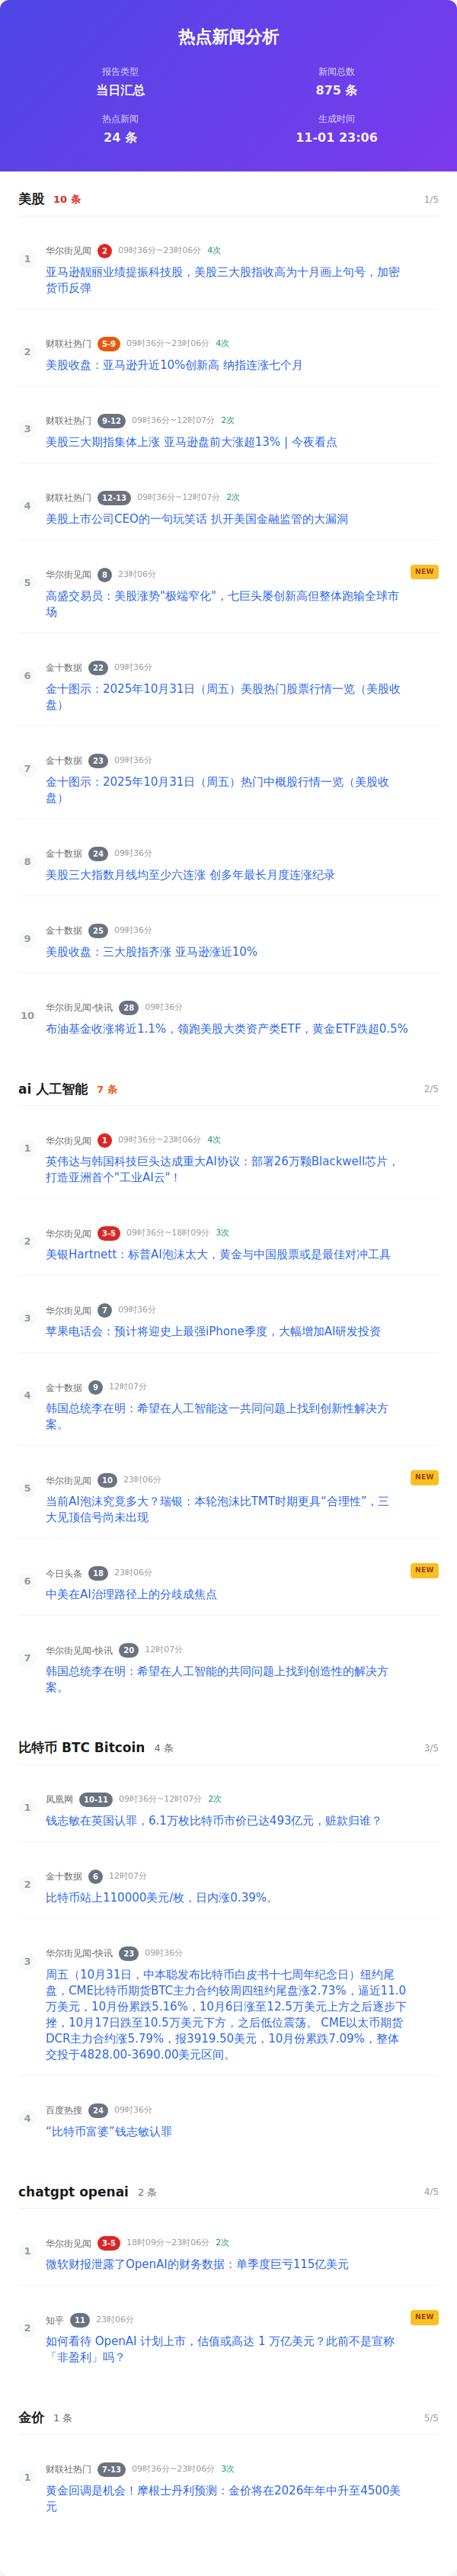 热点新闻分析
报告类型
当日汇总
新闻总数
875 条
热点新闻
24 条
生成时间
11-01 23:06
美股 10 条 1/5
1
华尔街见闻 2 09时36分~23时06分 4次
亚马逊靓丽业绩提振科技股，美股三大股指收高为十月画上句号，加密
货币反弹
2
财联社热门 5-9 09时36分~23时06分 4次
美股收盘：亚马逊升近10%创新高 纳指连涨七个月
3
财联社热门 9-12 09时36分~12时07分 2次
美股三大期指集体上涨 亚马逊盘前大涨超13% | 今夜看点
4
财联社热门 12-13 09时36分~12时07分 2次
美股上市公司CEO的一句玩笑话 扒开美国金融监管的大漏洞
5
华尔街见闻 8 23时06分 NEW
高盛交易员：美股涨势"极端窄化"，七巨头屡创新高但整体跑输全球市
场
6
金十数据 22 09时36分
金十图示：2025年10月31日（周五）美股热门股票行情一览（美股收
盘）
7
金十数据 23 09时36分
金十图示：2025年10月31日（周五）热门中概股行情一览（美股收
盘）
8
金十数据 24 09时36分
美股三大指数月线均至少六连涨 创多年最长月度连涨纪录
9
金十数据 25 09时36分
美股收盘：三大股指齐涨 亚马逊涨近10%
10
华尔街见闻-快讯 28 09时36分
布油基金收涨将近1.1%，领跑美股大类资产类ETF，黄金ETF跌超0.5%
ai 人工智能 7 条 2/5
1
华尔街见闻 1 09时36分~23时06分 4次
英伟达与韩国科技巨头达成重大AI协议：部署26万颗Blackwell芯片，
打造亚洲首个"工业AI云"！
2
华尔街见闻 3-5 09时36分~18时09分 3次
美银Hartnett：标普AI泡沫太大，黄金与中国股票或是最佳对冲工具
3
华尔街见闻 7 09时36分
苹果电话会：预计将迎史上最强iPhone季度，大幅增加AI研发投资
4
金十数据 9 12时07分
韩国总统李在明：希望在人工智能这一共同问题上找到创新性解决方
案。
5
华尔街见闻 10 23时06分 NEW
当前AI泡沫究竟多大？瑞银：本轮泡沫比TMT时期更具“合理性”，三
大见顶信号尚未出现
6
今日头条 18 23时06分 NEW
中美在AI治理路径上的分歧成焦点
7
华尔街见闻-快讯 20 12时07分
韩国总统李在明：希望在人工智能的共同问题上找到创造性的解决方
案。
比特币 BTC Bitcoin 4 条 3/5
1
凤凰网 10-11 09时36分~12时07分 2次
钱志敏在英国认罪，6.1万枚比特币市价已达493亿元，赃款归谁？
2
金十数据 6 12时07分
比特币站上110000美元/枚，日内涨0.39%。
3
华尔街见闻-快讯 23 09时36分
周五（10月31日，中本聪发布比特币白皮书十七周年纪念日）纽约尾
盘，CME比特币期货BTC主力合约较周四纽约尾盘涨2.73%，逼近11.0
万美元，10月份累跌5.16%，10月6日涨至12.5万美元上方之后逐步下
挫，10月17日跌至10.5万美元下方，之后低位震荡。 CME以太币期货
DCR主力合约涨5.79%，报3919.50美元，10月份累跌7.09%，整体
交投于4828.00-3690.00美元区间。
4
百度热搜 24 09时36分
“比特币富婆”钱志敏认罪
chatgpt openai 2 条 4/5
1
华尔街见闻 3-5 18时09分~23时06分 2次
微软财报泄露了OpenAI的财务数据：单季度巨亏115亿美元
2
知乎 11 23时06分 NEW
如何看待 OpenAI 计划上市，估值或高达 1 万亿美元？此前不是宣称
「非盈利」吗？
金价 1 条 5/5
1
财联社热门 7-13 09时36分~23时06分 3次
黄金回调是机会！摩根士丹利预测：金价将在2026年年中升至4500美
元